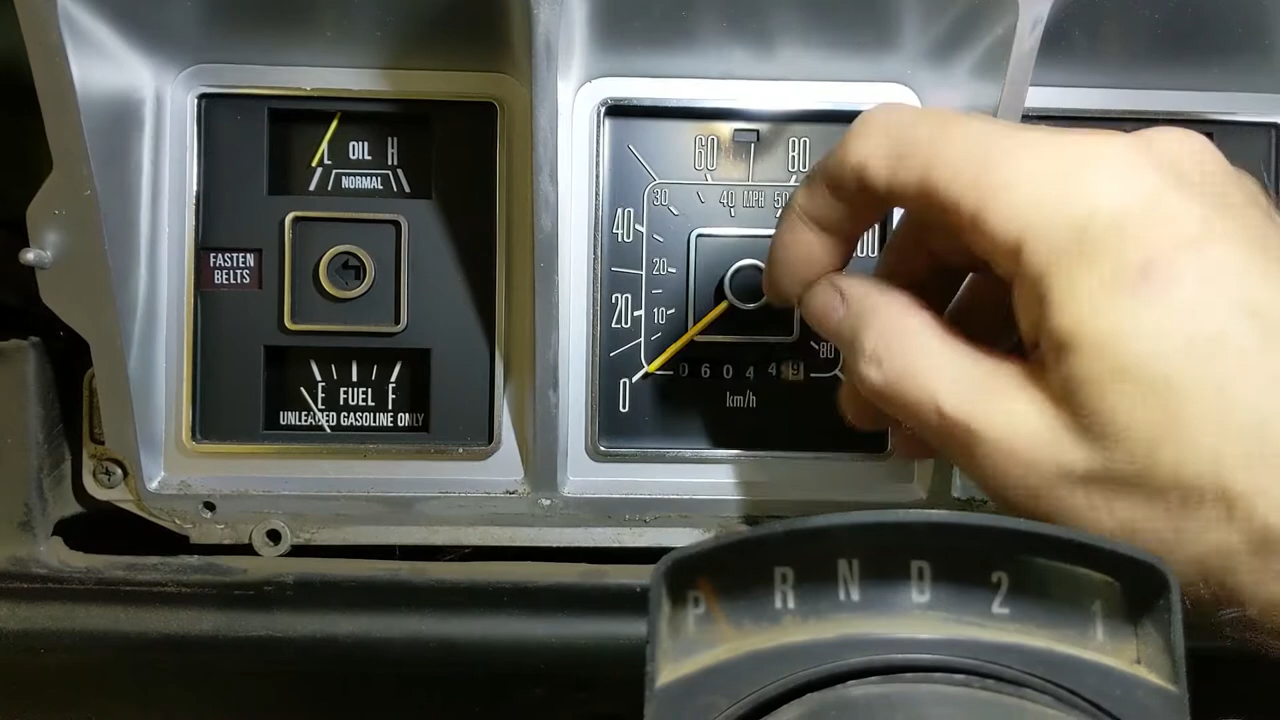 L OIL H
NORMAL
FASTEN
BELTS
E FUEL F
UNLEADED GASOLINE ONLY
60 80
30 40 MPH
40
20
20
10
80
0
0 6 0 4 4 9
km/h
P R N D 2 1